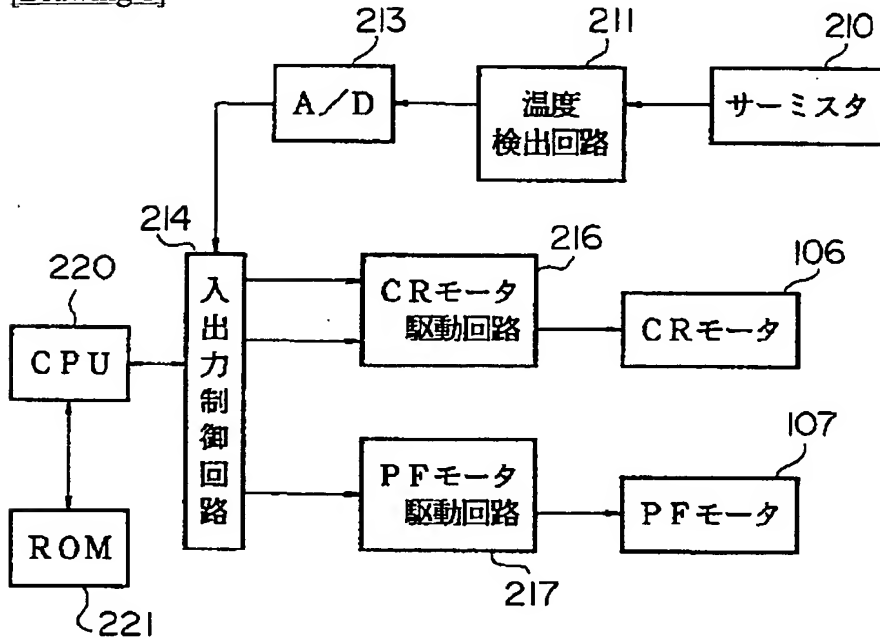 213
211
210
A／D
温度
検出回路
サーミスタ
214
216
106
220
入出力制御回路
CRモータ
駆動回路
CRモータ
CPU
107
PFモータ
駆動回路
PFモータ
ROM
217
221